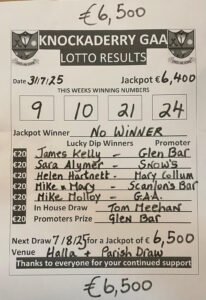 €6,500
KNOCKADERRY GAA
LOTTO RESULTS
Date 31/7/25 Jackpot €6,400
THIS WEEKS WINNING NUMBERS
9 10 21 24
Jackpot Winner No WINNER
Lucky Dip Winners Promoter
€20 James Kelly - Glen Bar
€20 Sara Aylmer - SNOW'S
€20 Helen Hartnett - Mary Collum
€20 Mike & Mary - Scanlon's Bar
€20 Mike Molloy - GAA.
€20 In House Draw - Tom Meehan
Promoters Prize Glen BAR
Next Draw 7/8/25 for a Jackpot of € 6,500
Venue Halla + Parish Draw
Thanks to everyone for your continued support
€6,500